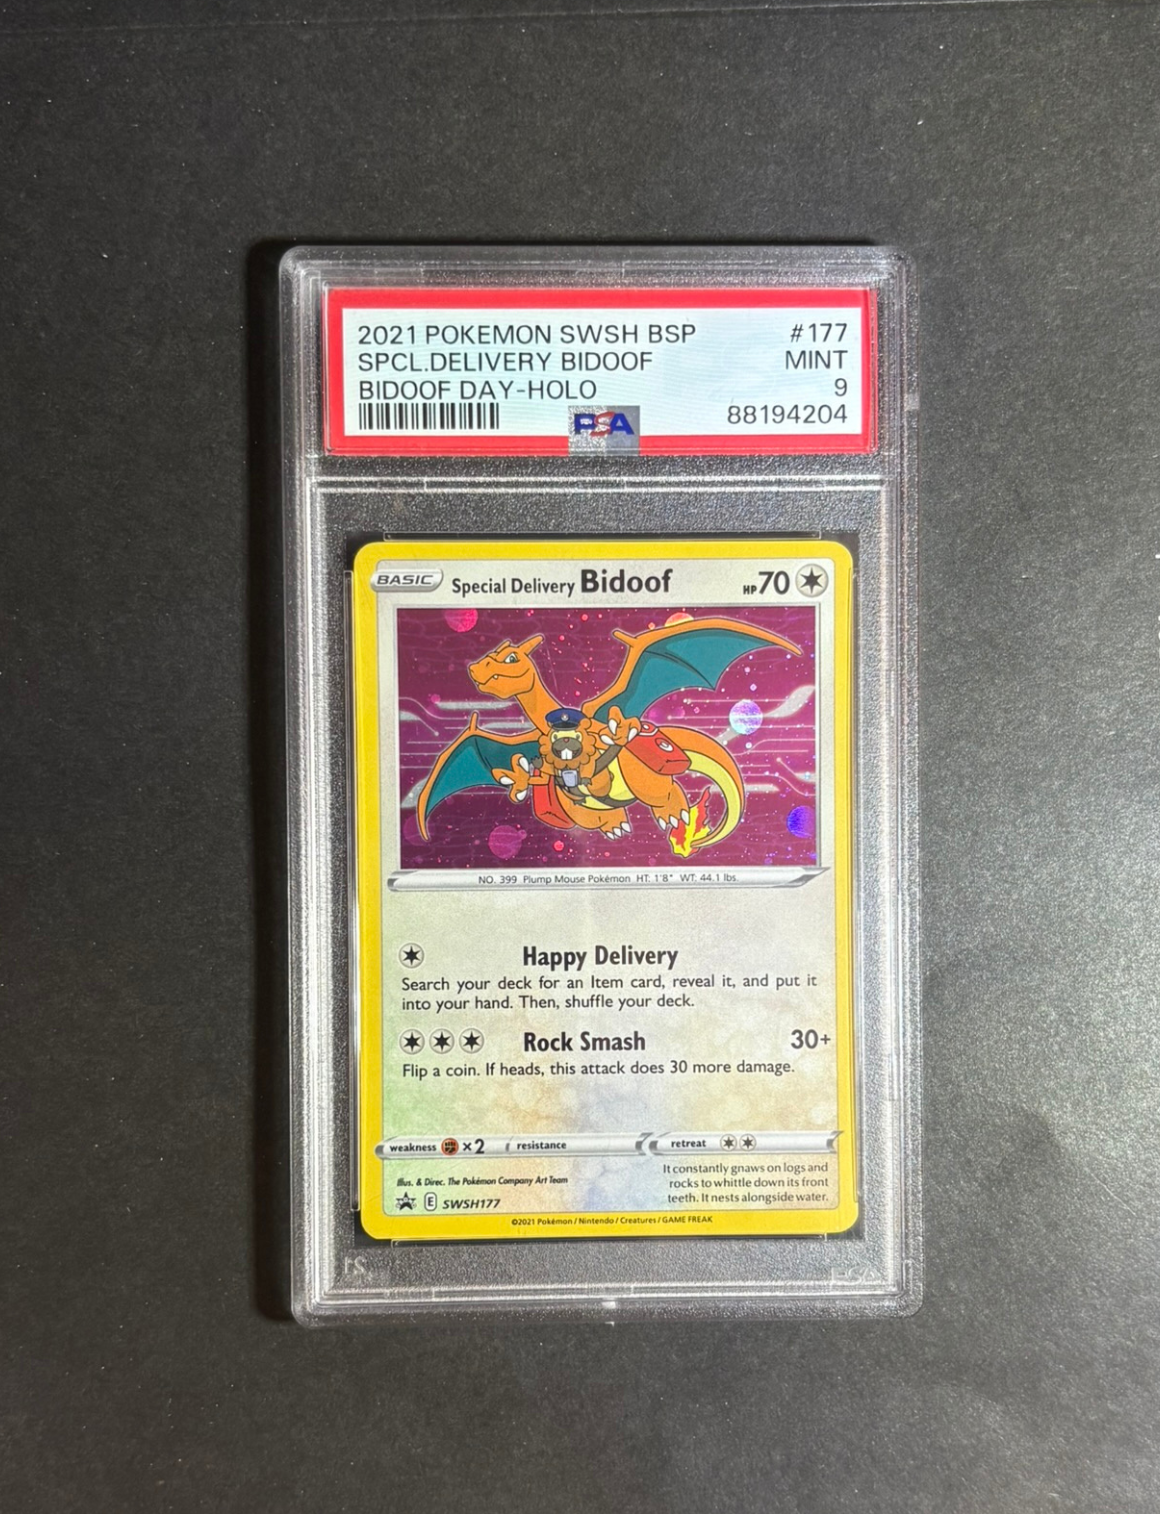 2021 POKEMON SWSH BSP #177
SPCL.DELIVERY BIDOOF MINT
BIDOOF DAY-HOLO 9
PSA 88194204
BASIC Special Delivery Bidoof HP 70
NO. 399 Plump Mouse Pokémon HT: 1'8" WT: 44.1 lbs.
Happy Delivery
Search your deck for an Item card, reveal it, and put it
into your hand. Then, shuffle your deck.
Rock Smash 30+
Flip a coin. If heads, this attack does 30 more damage.
weakness ×2 resistance retreat
It constantly gnaws on logs and
rocks to whittle down its front
teeth. It nests alongside water.
Illus. & Direc. The Pokémon Company Art Team
E SWSH177
©2021 Pokémon / Nintendo / Creatures / GAME FREAK